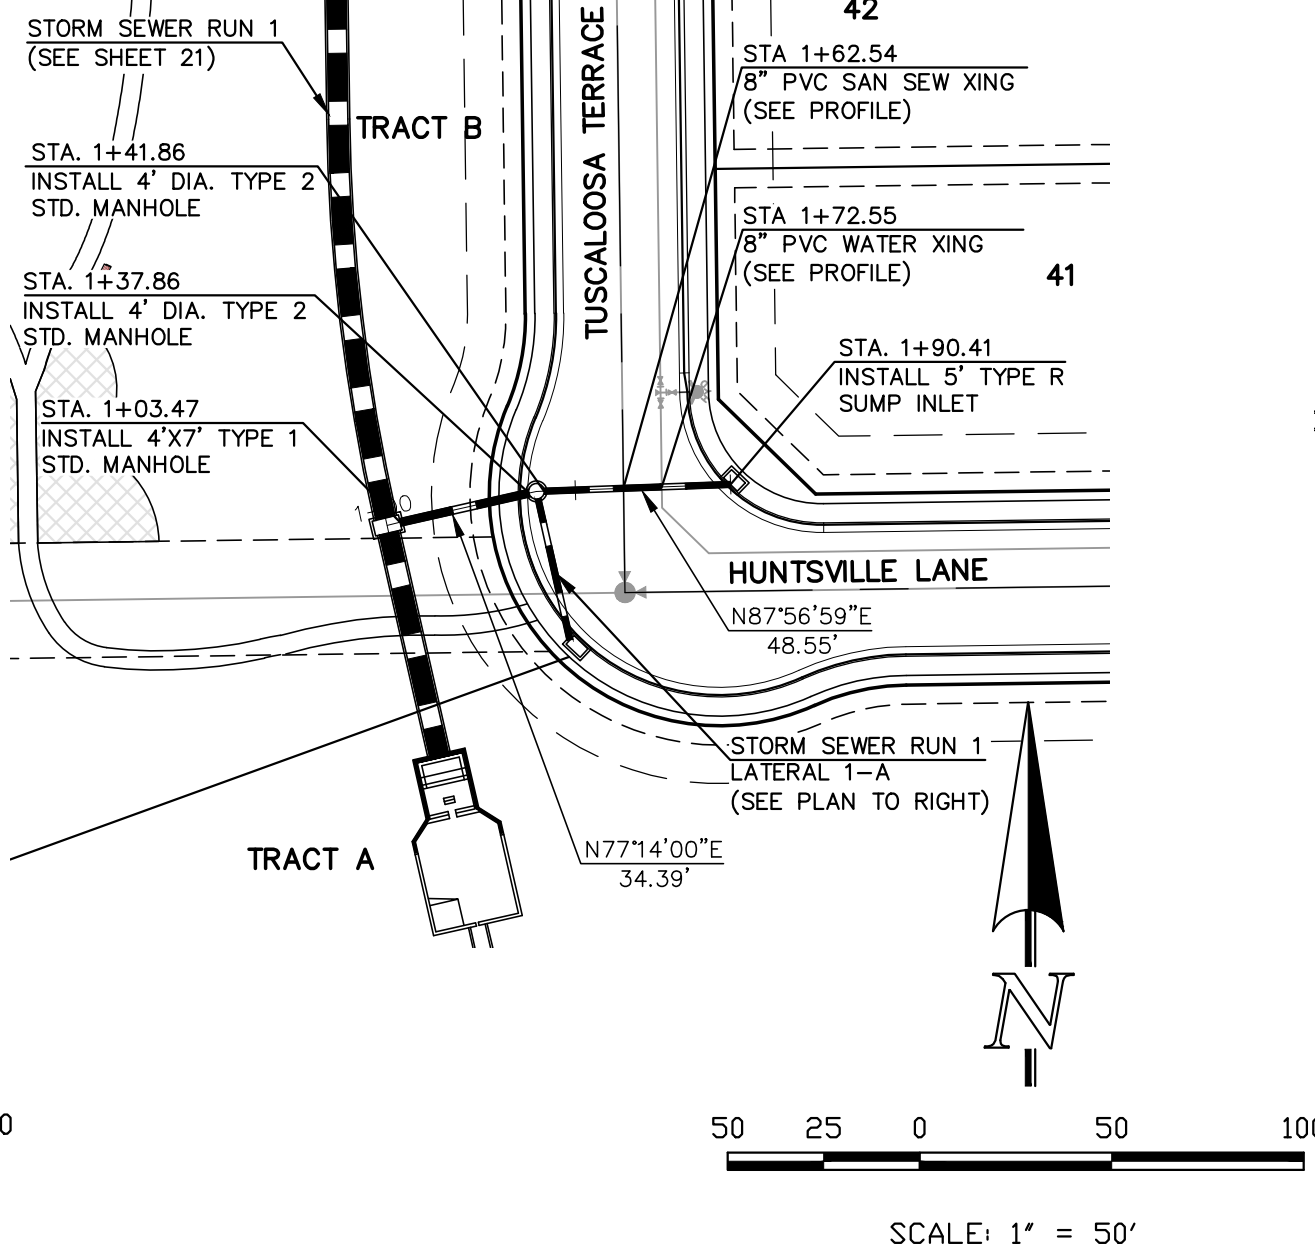 STORM SEWER RUN 1
(SEE SHEET 21)
TRACT B
STA. 1+41.86
INSTALL 4' DIA. TYPE 2
STD. MANHOLE
STA. 1+37.86
INSTALL 4' DIA. TYPE 2
STD. MANHOLE
STA. 1+03.47
INSTALL 4'X7' TYPE 1
STD. MANHOLE
TUSCALOOSA TERRACE
42
STA 1+62.54
8" PVC SAN SEW XING
(SEE PROFILE)
STA 1+72.55
8" PVC WATER XING
(SEE PROFILE)
41
STA. 1+90.41
INSTALL 5' TYPE R
SUMP INLET
HUNTSVILLE LANE
N87°56'59"E
48.55'
STORM SEWER RUN 1
LATERAL 1-A
(SEE PLAN TO RIGHT)
N77°14'00"E
34.39'
TRACT A
N
50 25 0 50
SCALE: 1" = 50'